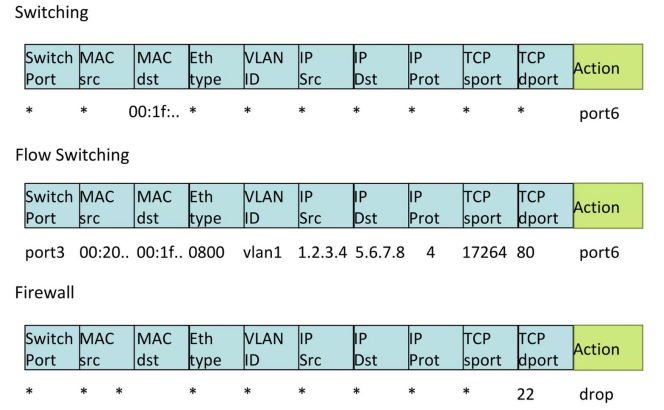 Switching
Switch Port MAC src MAC dst Eth type VLAN ID IP Src IP Dst IP Prot TCP sport TCP dport Action
* * 00:1f:.. * * * * * * * port6
Flow Switching
Switch Port MAC src MAC dst Eth type VLAN ID IP Src IP Dst IP Prot TCP sport TCP dport Action
port3 00:20.. 00:1f.. 0800 vlan1 1.2.3.4 5.6.7.8 4 17264 80 port6
Firewall
Switch Port MAC src MAC dst Eth type VLAN ID IP Src IP Dst IP Prot TCP sport TCP dport Action
* * * * * * * * * 22 drop